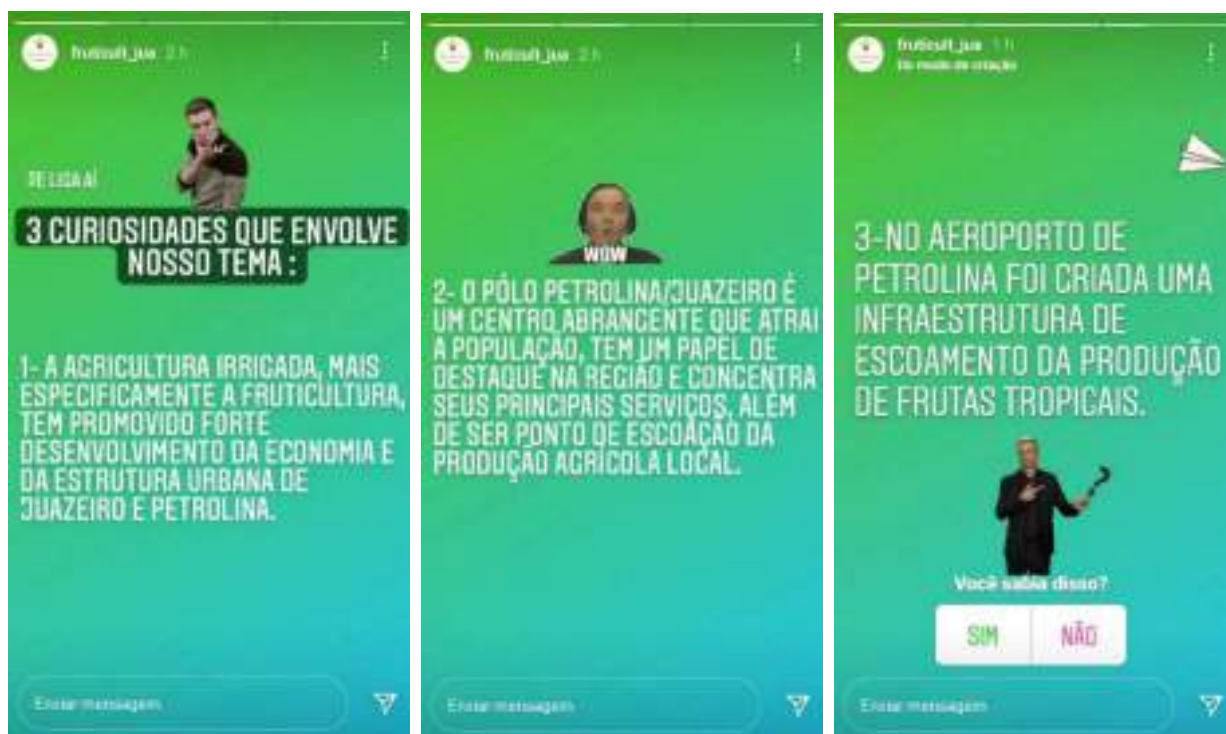 fruticult_jua 2 h
SE LIGA AÍ
3 CURIOSIDADES QUE ENVOLVE
NOSSO TEMA :
1- A AGRICULTURA IRRIGADA, MAIS
ESPECIFICAMENTE A FRUTICULTURA,
TEM PROMOVIDO FORTE
DESENVOLVIMENTO DA ECONOMIA E
DA ESTRUTURA URBANA DE
JUAZEIRO E PETROLINA.
Enviar mensagem
fruticult_jua 2 h
WOW
2- O PÓLO PETROLINA/JUAZEIRO É
UM CENTRO ABRANCENTE QUE ATRAI
A POPULAÇÃO, TEM UM PAPEL DE
DESTAQUE NA REGIÃO E CONCENTRA
SEUS PRINCIPAIS SERVIÇOS, ALÉM
DE SER PONTO DE ESCOAÇÃO DA
PRODUÇÃO AGRÍCOLA LOCAL.
Enviar mensagem
fruticult_jua 1 h
Do modo de criação
3-NO AEROPORTO DE
PETROLINA FOI CRIADA UMA
INFRAESTRUTURA DE
ESCOAMENTO DA PRODUÇÃO
DE FRUTAS TROPICAIS.
Você sabia disso?
SIM NÃO
Enviar mensagem